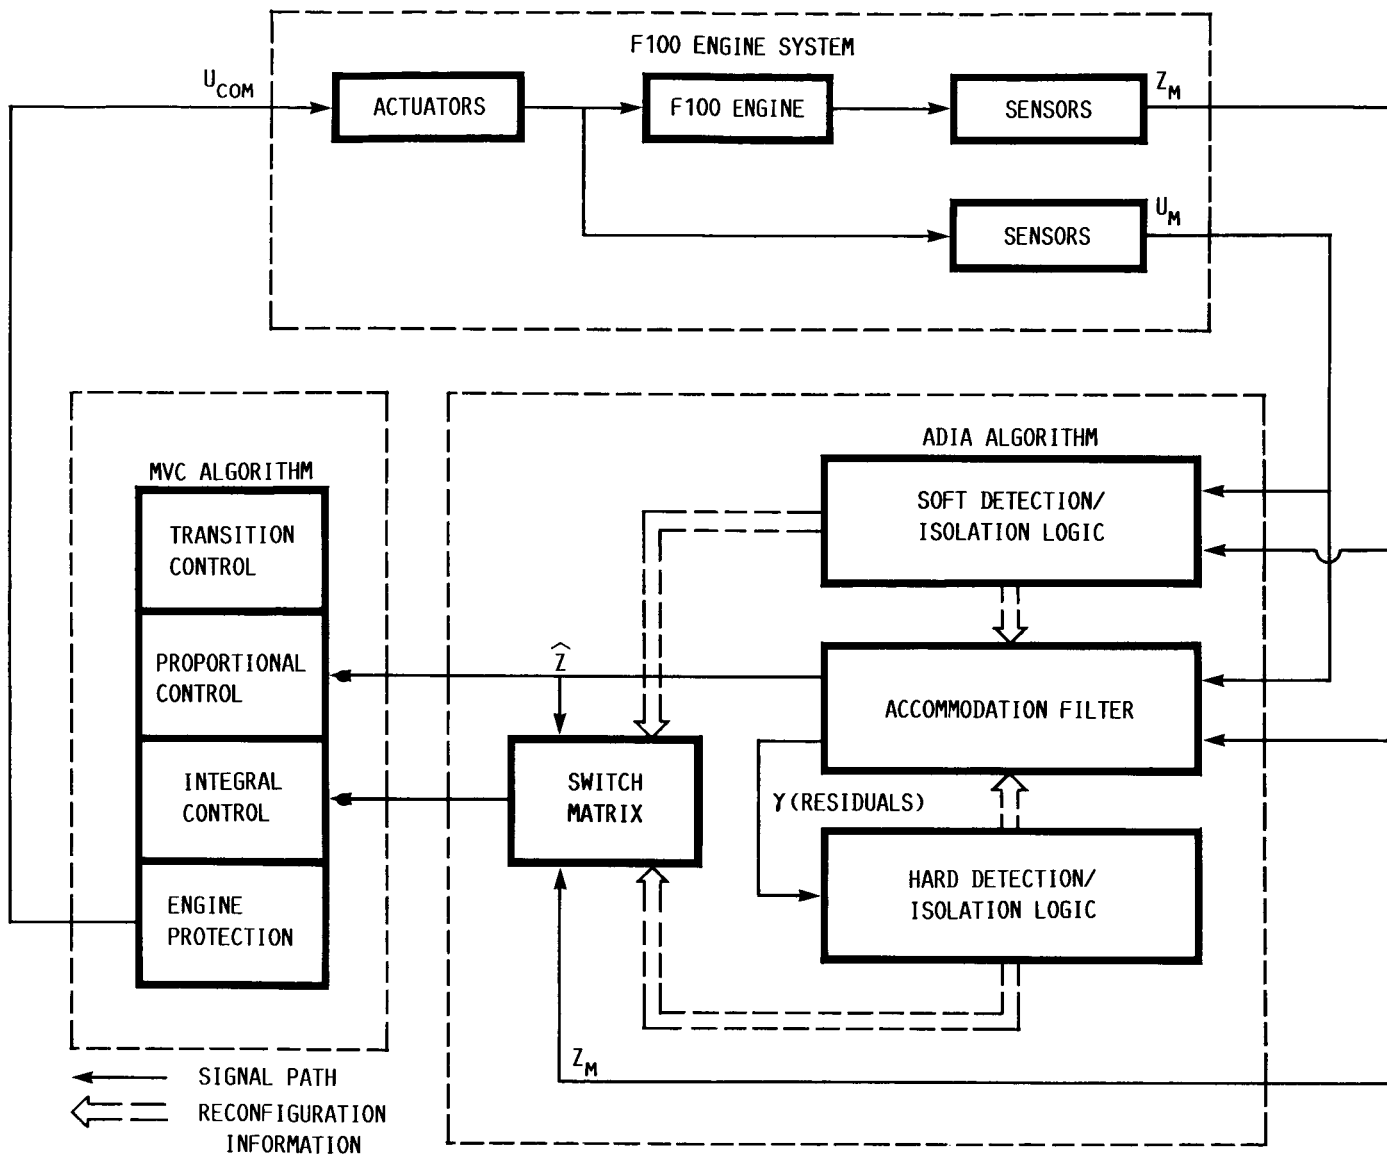 F100 ENGINE SYSTEM
U_COM
ACTUATORS
F100 ENGINE
SENSORS
Z_M
SENSORS
U_M
ADIA ALGORITHM
MVC ALGORITHM
SOFT DETECTION/
ISOLATION LOGIC
TRANSITION
CONTROL
PROPORTIONAL
CONTROL
Ẑ
ACCOMMODATION FILTER
INTEGRAL
CONTROL
SWITCH
MATRIX
γ(RESIDUALS)
HARD DETECTION/
ISOLATION LOGIC
ENGINE
PROTECTION
Z_M
SIGNAL PATH
RECONFIGURATION
INFORMATION